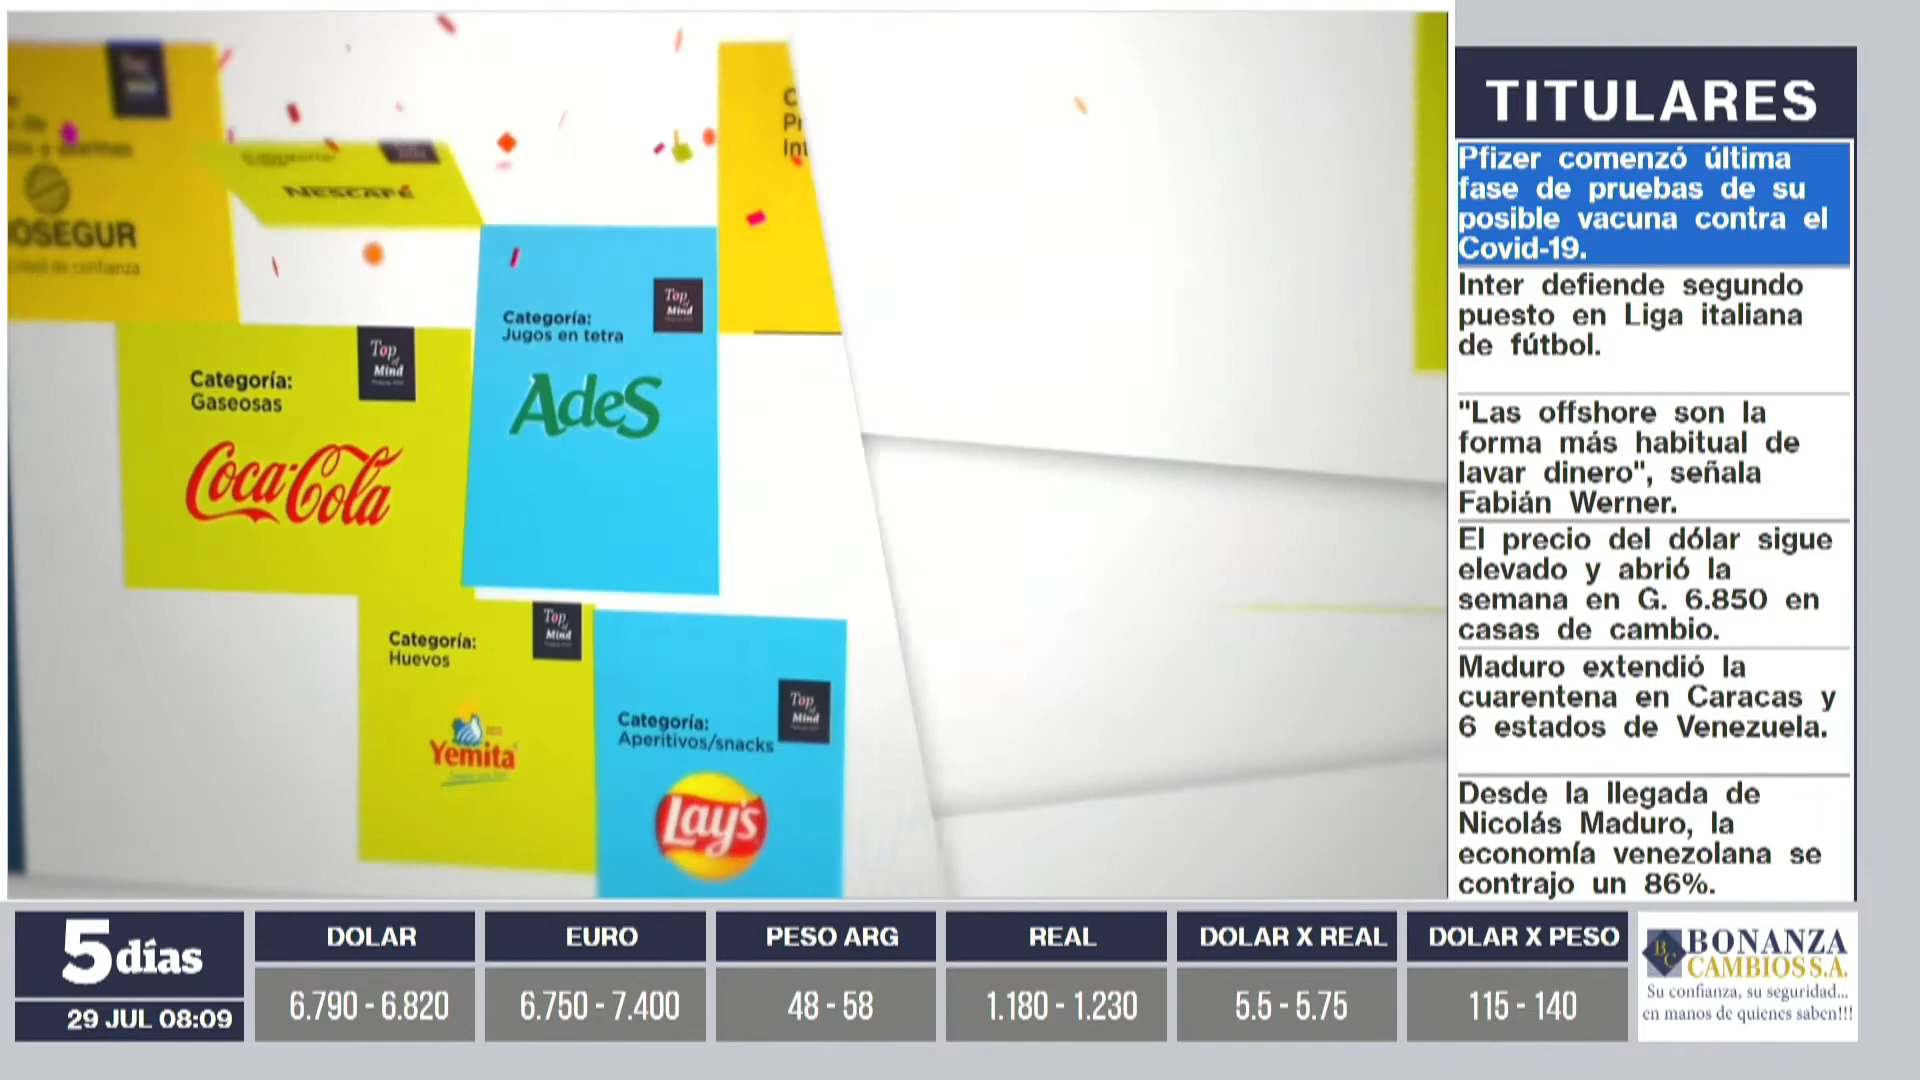 NESCAFÉ
OSEGUR
Categoría:
Gaseosas
Top of Mind
Coca-Cola
Categoría:
Jugos en tetra
Top of Mind
AdeS
Categoría:
Huevos
Top of Mind
Yemita
Categoría:
Aperitivos/snacks
Top of Mind
Lay's
TITULARES
Pfizer comenzó última
fase de pruebas de su
posible vacuna contra el
Covid-19.
Inter defiende segundo
puesto en Liga italiana
de fútbol.
"Las offshore son la
forma más habitual de
lavar dinero", señala
Fabián Werner.
El precio del dólar sigue
elevado y abrió la
semana en G. 6.850 en
casas de cambio.
Maduro extendió la
cuarentena en Caracas y
6 estados de Venezuela.
Desde la llegada de
Nicolás Maduro, la
economía venezolana se
contrajo un 86%.
5días
29 JUL 08:09
DOLAR
6.790 - 6.820
EURO
6.750 - 7.400
PESO ARG
48 - 58
REAL
1.180 - 1.230
DOLAR X REAL
5.5 - 5.75
DOLAR X PESO
115 - 140
BC BONANZA
CAMBIOS S.A.
Su confianza, su seguridad...
en manos de quienes saben!!!